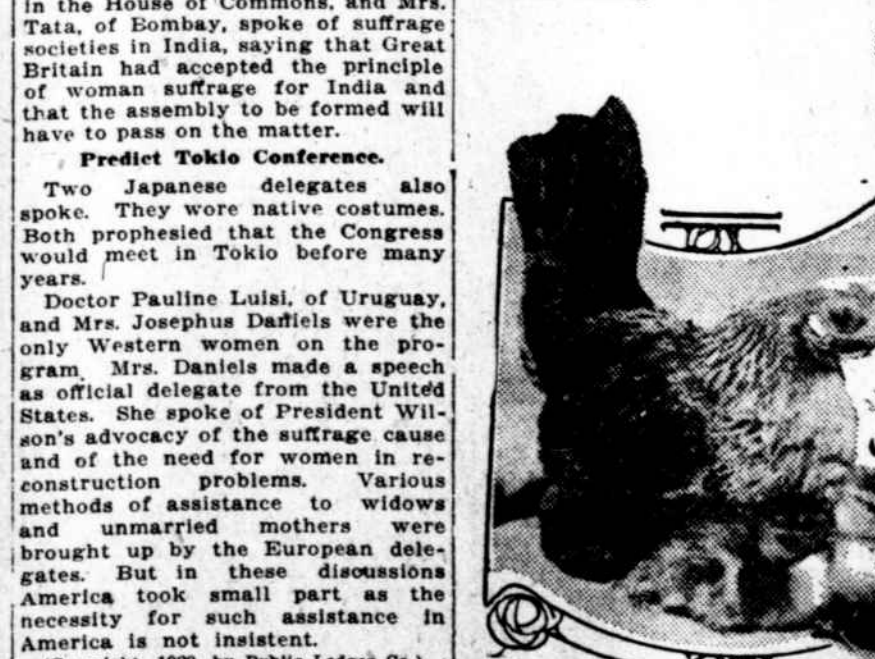 in the House of Commons, and Mrs.
Tata, of Bombay, spoke of suffrage
societies in India, saying that Great
Britain had accepted the principle
of woman suffrage for India and
that the assembly to be formed will
have to pass on the matter.
Predict Tokio Conference.
Two Japanese delegates also
spoke. They wore native costumes.
Both prophesied that the Congress
would meet in Tokio before many
years.
Doctor Pauline Luisi, of Uruguay,
and Mrs. Josephus Daniels were the
only Western women on the pro-
gram. Mrs. Daniels made a speech
as official delegate from the United
States. She spoke of President Wil-
son's advocacy of the suffrage cause
and of the need for women in re-
construction problems. Various
methods of assistance to widows
and unmarried mothers were
brought up by the European dele-
gates. But in these discussions
America took small part as the
necessity for such assistance in
America is not insistent.
by Public Ledger Co.)